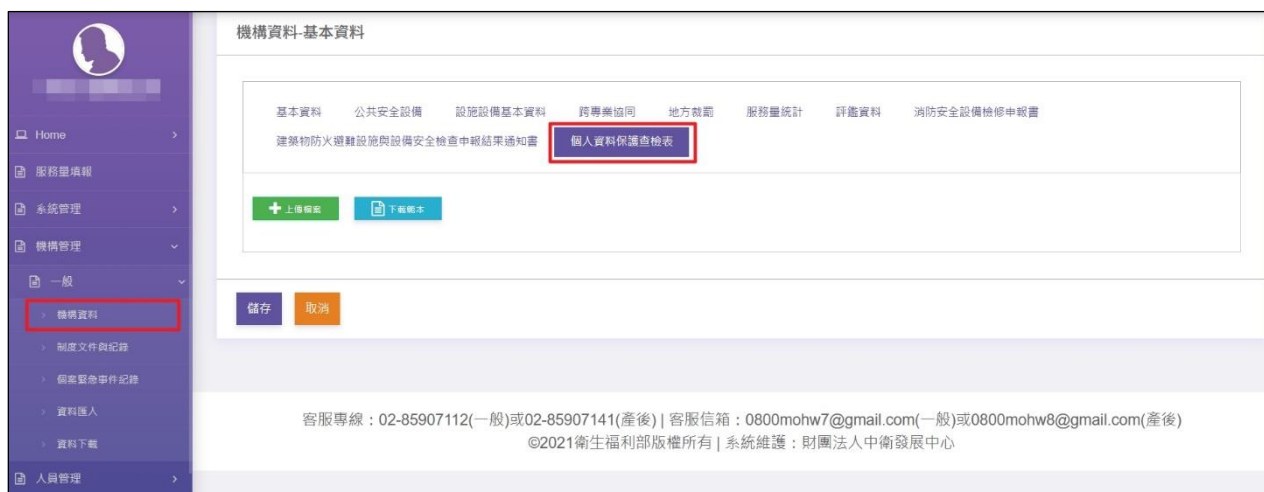 機構資料-基本資料
基本資料 公共安全設備 設施設備基本資料 跨專業協同 地方裁罰 服務量統計 評鑑資料 消防安全設備檢修申報書
建築物防火避難設施與設備安全檢查申報結果通知書 個人資料保護查檢表
上傳檔案 下載範本
儲存 取消
Home
服務量填報
系統管理
機構管理
一般
機構資料
制度文件與紀錄
個案緊急事件紀錄
資料匯入
資料下載
人員管理
客服專線：02-85907112(一般)或02-85907141(產後) | 客服信箱：0800mohw7@gmail.com(一般)或0800mohw8@gmail.com(產後)
©2021衛生福利部版權所有 | 系統維護：財團法人中衛發展中心